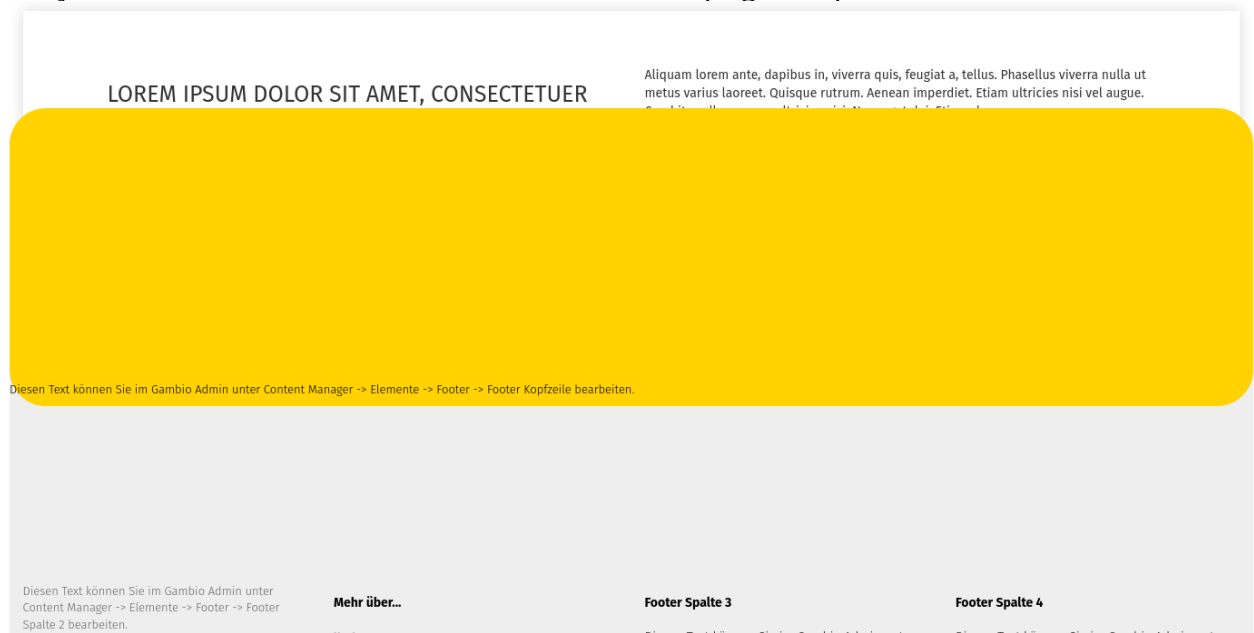 Aliquam lorem ante, dapibus in, viverra quis, feugiat a, tellus. Phasellus viverra nulla ut
LOREM IPSUM DOLOR SIT AMET, CONSECTETUER
metus varius laoreet. Quisque rutrum. Aenean imperdiet. Etiam ultricies nisi vel augue.
Diesen Text können Sie im Gambio Admin unter Content Manager -> Elemente -> Footer -> Footer Kopfzeile bearbeiten.
Diesen Text können Sie im Gambio Admin unter
Content Manager -> Elemente -> Footer -> Footer
Spalte 2 bearbeiten.
Mehr über...
Footer Spalte 3
Footer Spalte 4